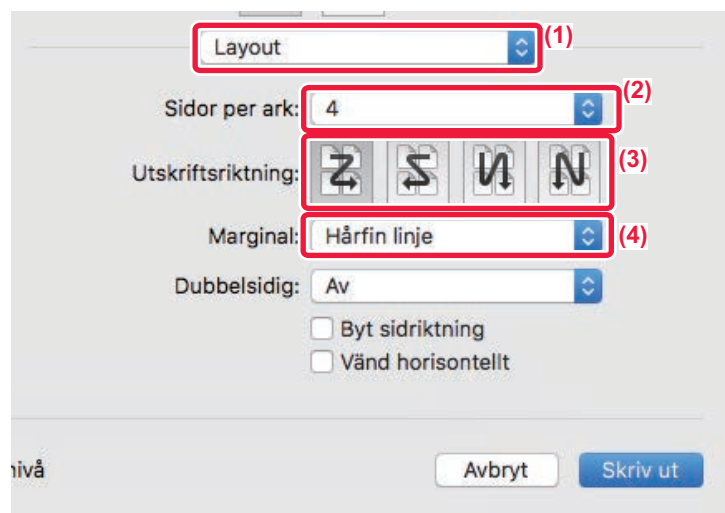 Layout (1)
Sidor per ark: 4 (2)
Utskriftsriktning: (3)
Marginal: Hårfin linje (4)
Dubbelsidig: Av
Byt sidriktning
Vänd horisontellt
nivå Avbryt Skriv ut